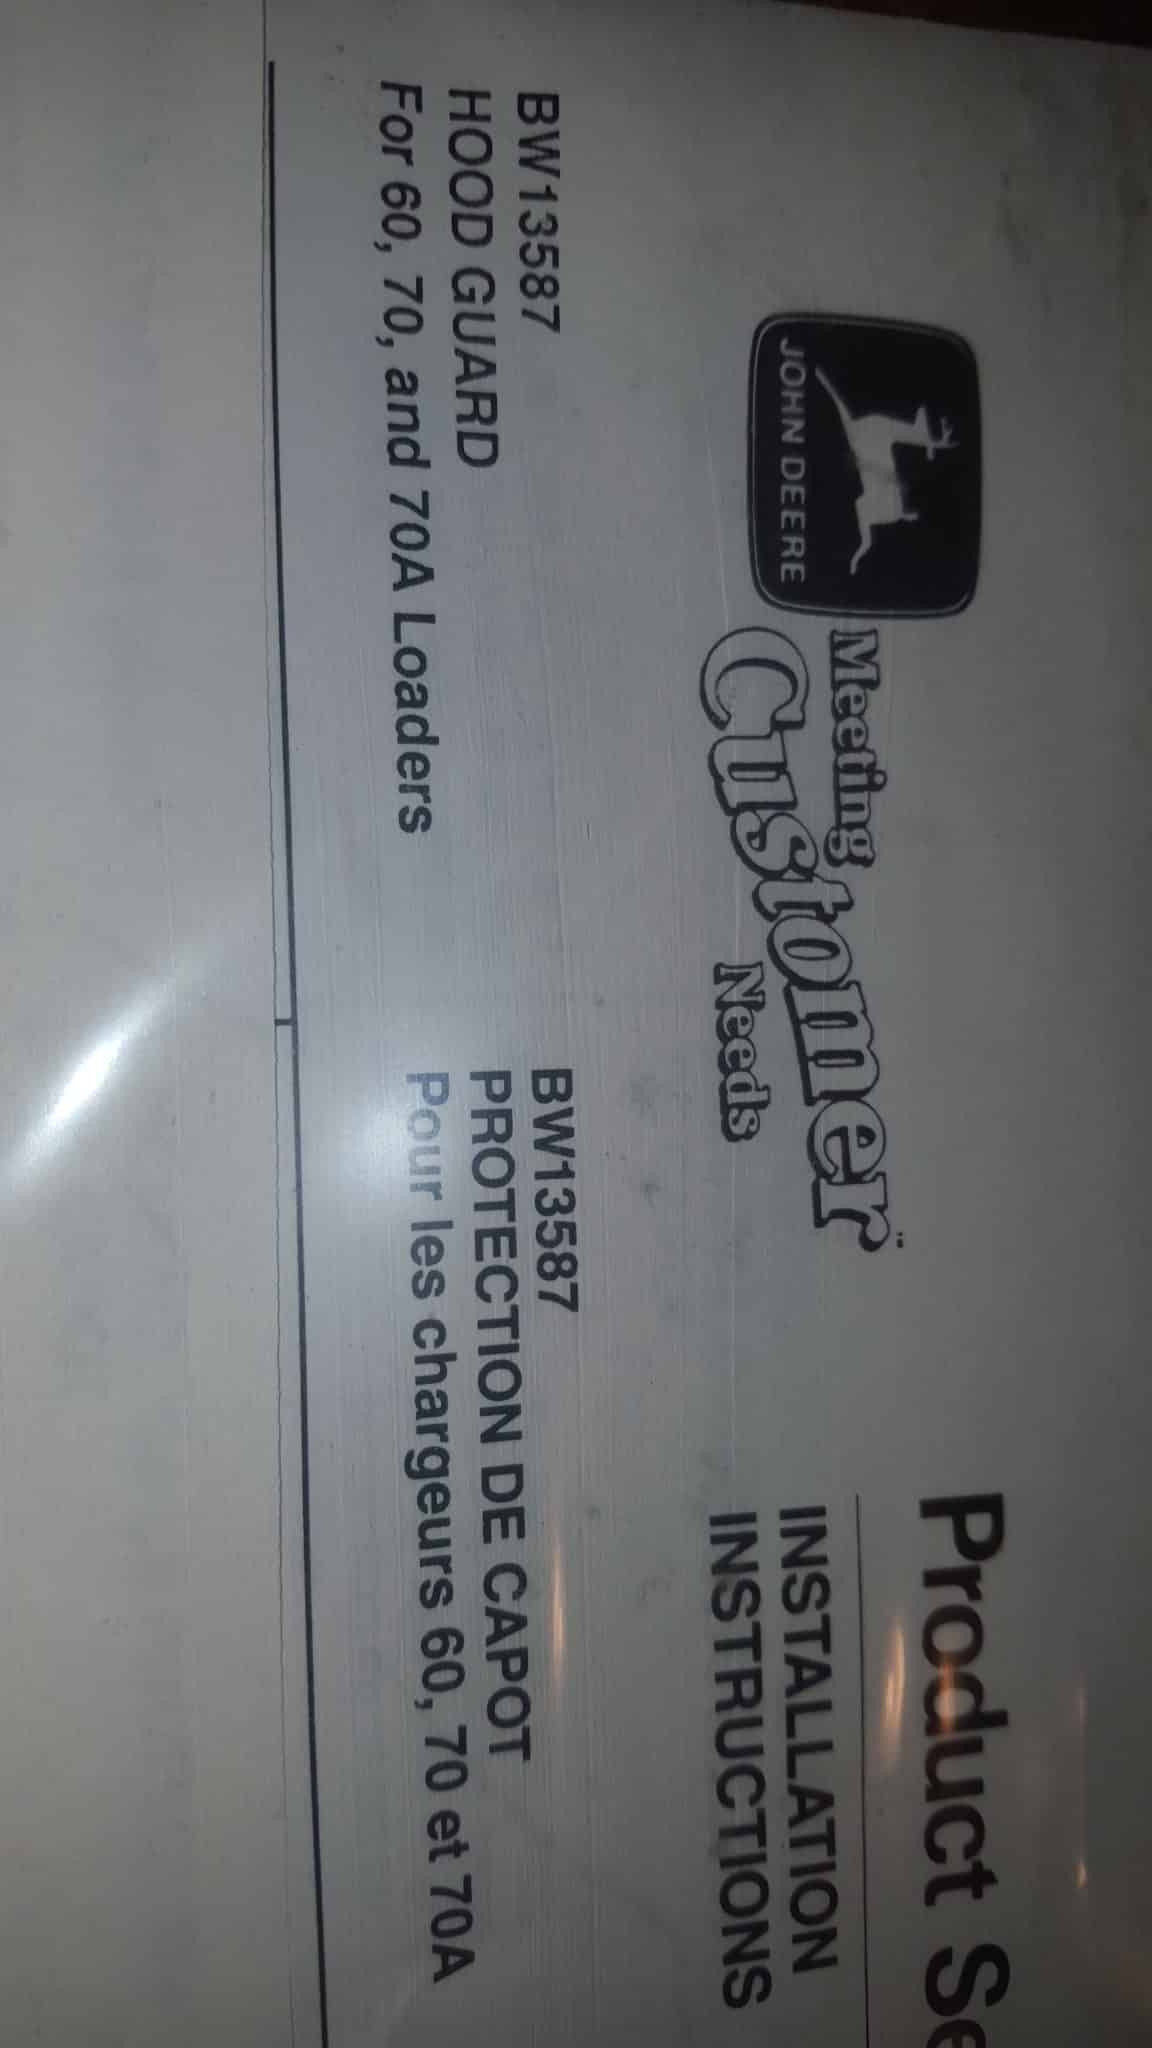 Product Se
JOHN DEERE
Meeting
Customer™
Needs
INSTALLATION
INSTRUCTIONS
BW13587
HOOD GUARD
For 60, 70, and 70A Loaders
BW13587
PROTECTION DE CAPOT
Pour les chargeurs 60, 70 et 70A